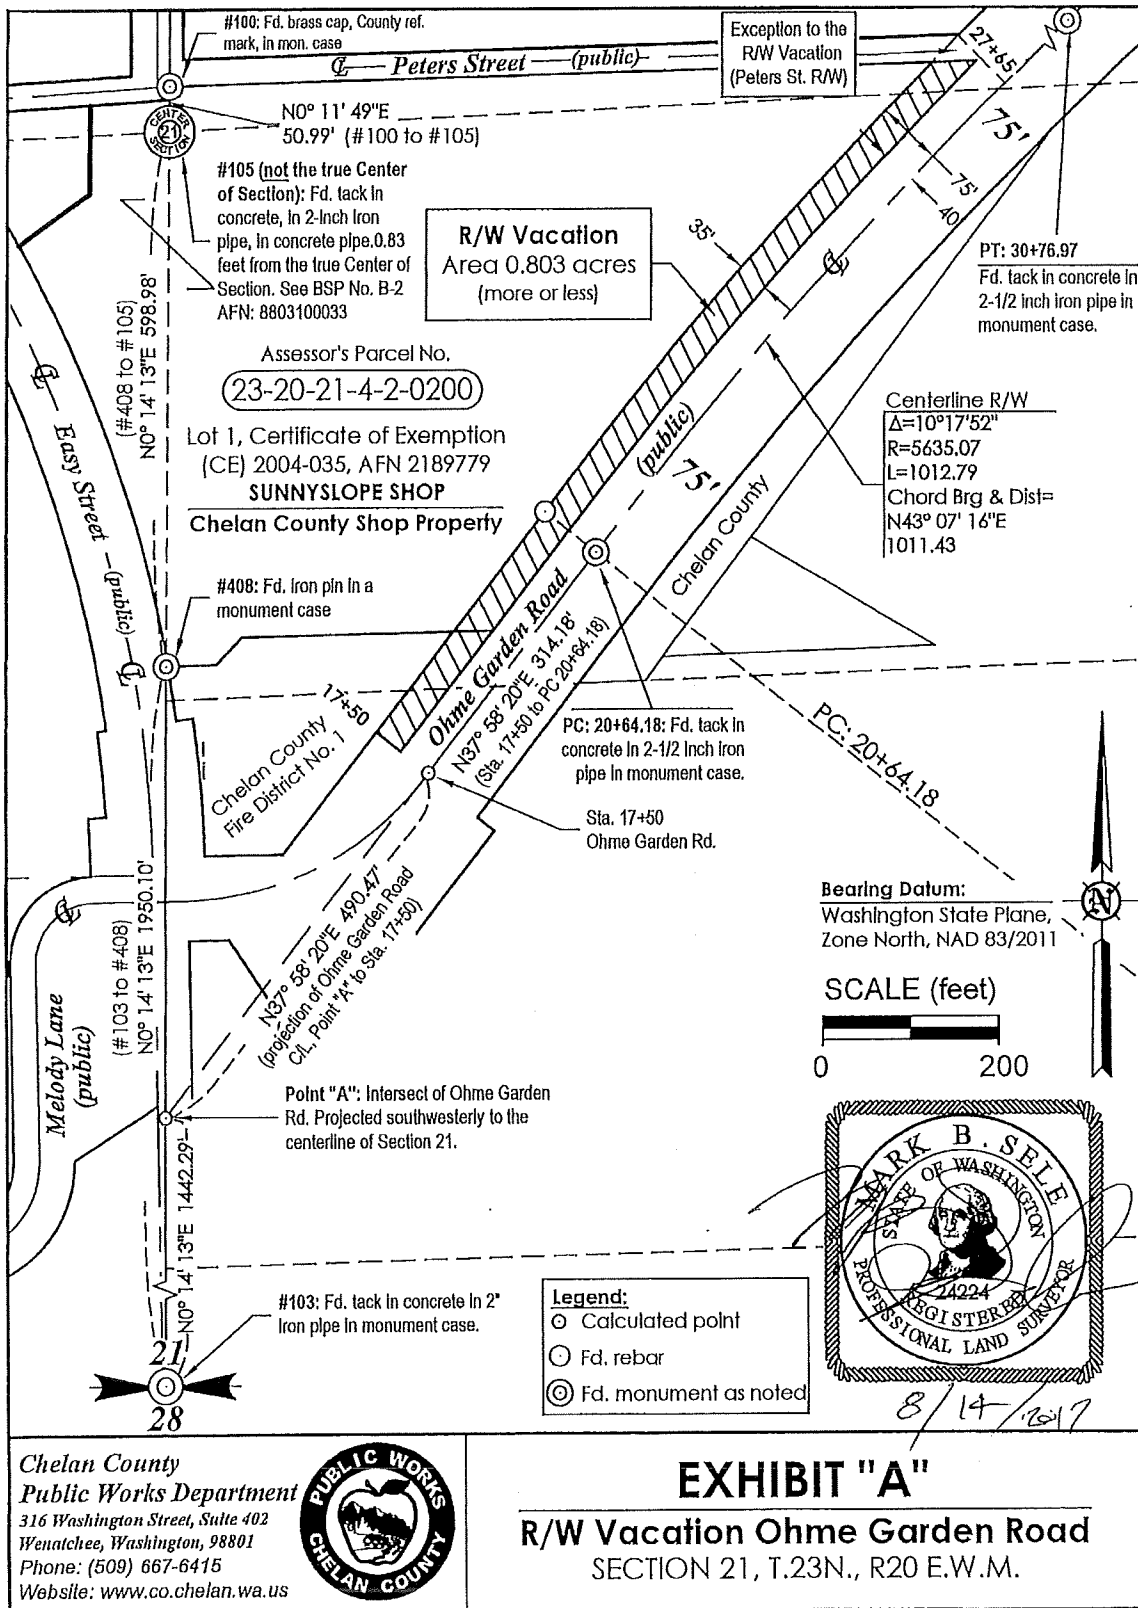 #100: Fd. brass cap, County ref.
mark, in mon. case
Exception to the
R/W Vacation
(Peters St. R/W)
27+65
CL Peters Street (public)
N0° 11' 49"E
50.99' (#100 to #105)
CENTER
21
SECTION
#105 (not the true Center
of Section): Fd. tack in
concrete, in 2-inch iron
pipe, in concrete pipe.0.83
feet from the true Center of
Section. See BSP No. B-2
AFN: 8803100033
R/W Vacation
Area 0.803 acres
(more or less)
35'
75'
75'
40
CL
PT: 30+76.97
Fd. tack in concrete in
2-1/2 inch iron pipe in
monument case.
(#408 to #105)
N0° 14' 13"E 598.98'
Assessor's Parcel No.
23-20-21-4-2-0200
Lot 1, Certificate of Exemption
(CE) 2004-035, AFN 2189779
SUNNYSLOPE SHOP
Chelan County Shop Property
Centerline R/W
Δ=10°17'52"
R=5635.07
L=1012.79
Chord Brg & Dist=
N43° 07' 16"E
1011.43
(public)
75'
Chelan County
CL Easy Street (public) CL
#408: Fd. iron pin in a
monument case
Ohme Garden Road
N37° 58' 20"E 314.18'
(Sta. 17+50 to PC 20+64.18)
17+50
Chelan County
Fire District No. 1
PC: 20+64.18: Fd. tack in
concrete in 2-1/2 inch iron
pipe in monument case.
PC: 20+64.18
Sta. 17+50
Ohme Garden Rd.
(#103 to #408)
N0° 14' 13"E 1950.10'
CL
Melody Lane
(public)
N37° 58' 20"E 490.47'
(projection of Ohme Garden Road
C/L, Point "A" to Sta. 17+50)
Bearing Datum:
Washington State Plane,
Zone North, NAD 83/2011
N
SCALE (feet)
0 200
Point "A": Intersect of Ohme Garden
Rd. Projected southwesterly to the
centerline of Section 21.
N0° 14' 13"E 1442.29'
#103: Fd. tack in concrete in 2"
iron pipe in monument case.
21
28
Legend:
Calculated point
Fd. rebar
Fd. monument as noted
MARK B. SELE
STATE OF WASHINGTON
24224
REGISTERED
PROFESSIONAL LAND SURVEYOR
8/14/2017
Chelan County
Public Works Department
316 Washington Street, Suite 402
Wenatchee, Washington, 98801
Phone: (509) 667-6415
Website: www.co.chelan.wa.us
PUBLIC WORKS
CHELAN COUNTY
EXHIBIT "A"
R/W Vacation Ohme Garden Road
SECTION 21, T.23N., R20 E.W.M.